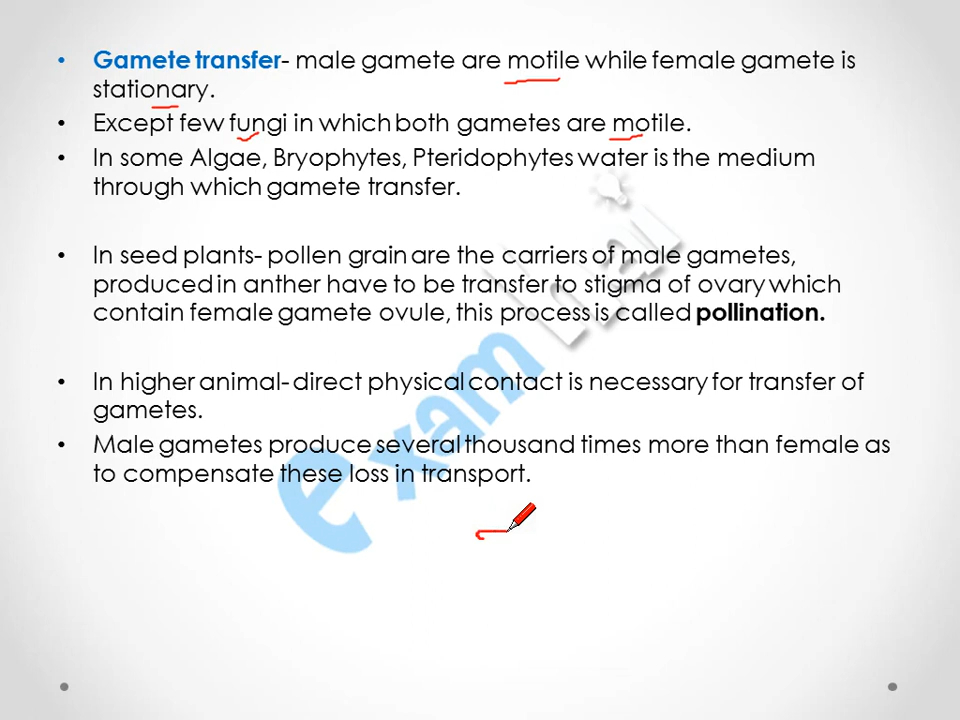 • Gamete transfer- male gamete are motile while female gamete is
stationary.
• Except few fungi in which both gametes are motile.
• In some Algae, Bryophytes, Pteridophytes water is the medium
through which gamete transfer.
• In seed plants- pollen grain are the carriers of male gametes,
produced in anther have to be transfer to stigma of ovary which
contain female gamete ovule, this process is called pollination.
• In higher animal- direct physical contact is necessary for transfer of
gametes.
• Male gametes produce several thousand times more than female as
to compensate these loss in transport.
examhai